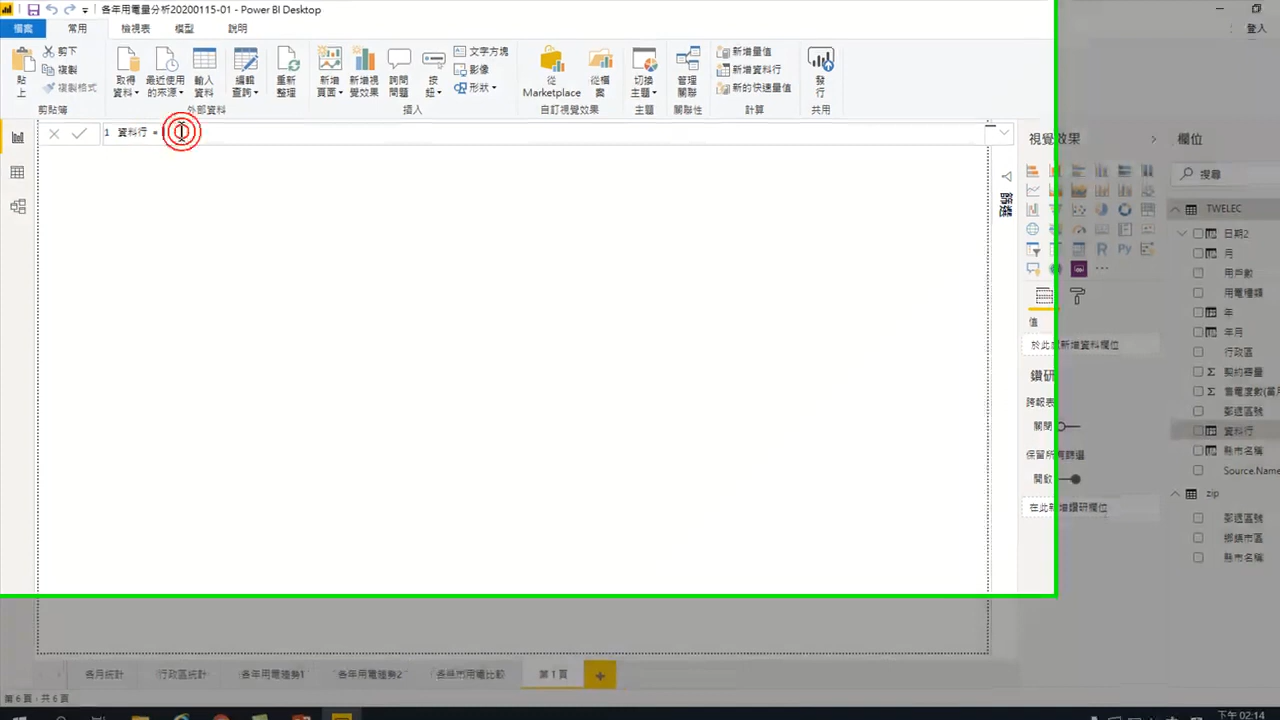 各年用電量分析20200115-01 - Power BI Desktop
檔案 常用 檢視表 模型 說明
登入
貼上 剪下 複製 複製格式
取得資料 最近使用的來源 輸入資料 編輯查詢 重新整理
新增頁面 新增視覺效果 詢問問題 按鈕 文字方塊 影像 形狀
從 Marketplace 從檔案 切換主題 管理關聯
新增量值 新增資料行 新的快速量值
發行
剪貼簿 外部資料 插入 自訂視覺效果 主題 關聯性 計算 共用
1 資料行 =
視覺效果
篩選
R Py
值
於此處新增資料欄位
鑽研
跨報表
關閉
保留所有篩選
開啟
在此新增鑽研欄位
欄位
搜尋
TWELEC
日期2
月
用戶數
用電種類
年
年月
行政區
契約容量
郵遞區號
資料行
縣市名稱
Source.Name
zip
郵遞區號
鄉鎮市區
縣市名稱
各月統計 行政區統計 各年用電趨勢1 各年用電趨勢2 各縣市用電比較 第 1 頁
第 6 頁，共 6 頁
下午 02:14